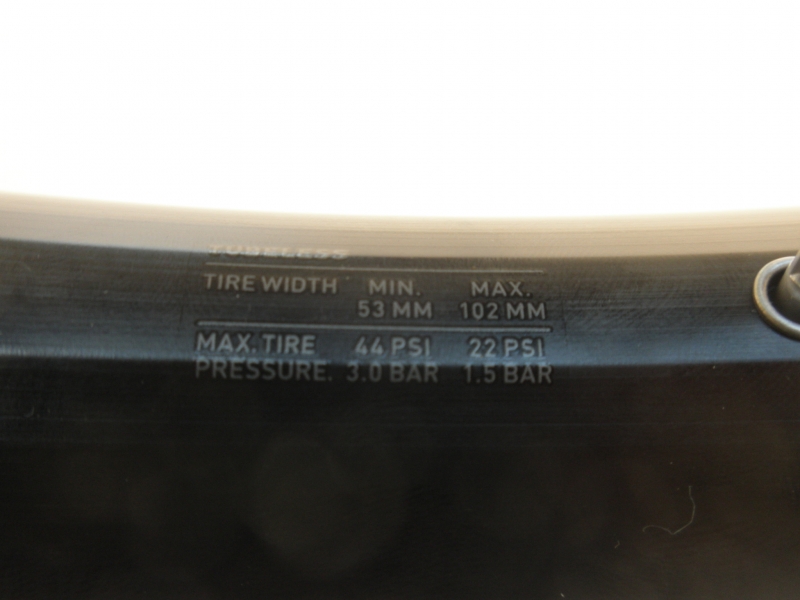 TUBELESS
TIRE WIDTH MIN. MAX.
53 MM 102 MM
MAX. TIRE 44 PSI 22 PSI
PRESSURE. 3.0 BAR 1.5 BAR